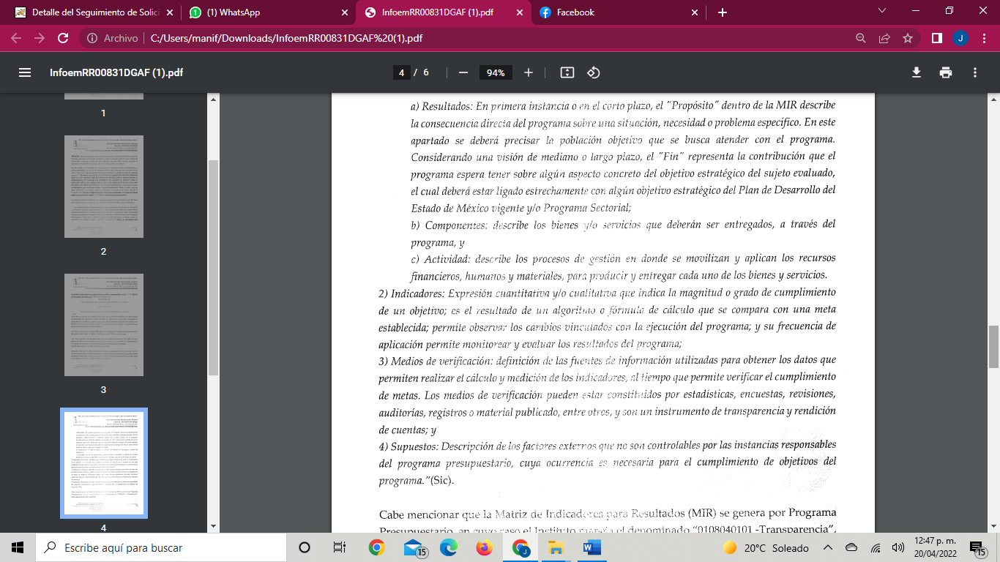 Detalle del Seguimiento de Solici
(1) WhatsApp
InfoemRR00831DGAF (1).pdf
Facebook
Archivo
C:/Users/manif/Downloads/InfoemRR00831DGAF%20(1).pdf
InfoemRR00831DGAF (1).pdf
4 / 6
94%
1
2
3
4
a) Resultados: En primera instancia o en el corto plazo, el "Propósito" dentro de la MIR describe
la consecuencia directa del programa sobre una situación, necesidad o problema específico. En este
apartado se deberá precisar la población objetivo que se busca atender con el programa.
Considerando una visión de mediano o largo plazo, el "Fin" representa la contribución que el
programa espera tener sobre algún aspecto concreto del objetivo estratégico del sujeto evaluado,
el cual deberá estar ligado estrechamente con algún objetivo estratégico del Plan de Desarrollo del
Estado de México vigente y/o Programa Sectorial;
b) Componentes: describe los bienes y/o servicios que deberán ser entregados, a través del
programa, y
c) Actividad: describe los procesos de gestión en donde se movilizan y aplican los recursos
financieros, humanos y materiales, para producir y entregar cada uno de los bienes y servicios.
2) Indicadores: Expresión cuantitativa y/o cualitativa que indica la magnitud o grado de cumplimiento
de un objetivo, es el resultado de un algoritmo o fórmula de cálculo que se compara con una meta
establecida; permite observar los cambios vinculados con la ejecución del programa y su frecuencia de
aplicación permite monitorear y evaluar los resultados del programa;
3) Medios de verificación: definición de las fuentes de información utilizadas para obtener los datos que
permiten realizar el cálculo y medición de los indicadores, al tiempo que permite verificar el cumplimiento
de metas. Los medios de verificación pueden estar constituidos por estadísticas, encuestas, revisiones,
auditorías, registros o material publicado, entre otros, y son un instrumento de transparencia y rendición
de cuentas; y
4) Supuestos: Descripción de los factores externos que no son controlables por las instancias responsables
del programa presupuestario, cuya ocurrencia es necesaria para al cumplimiento de objetivos del
programa."(Sic).
Cabe mencionar que la Matriz de Indicadores para Resultados (MIR) se genera por Programa
Presupuestario, en cuyo caso el Instituto maneja el denominado "0108040101 -Transparencia",
Escribe aquí para buscar
15
20°C Soleado
12:47 p. m.
20/04/2022
15